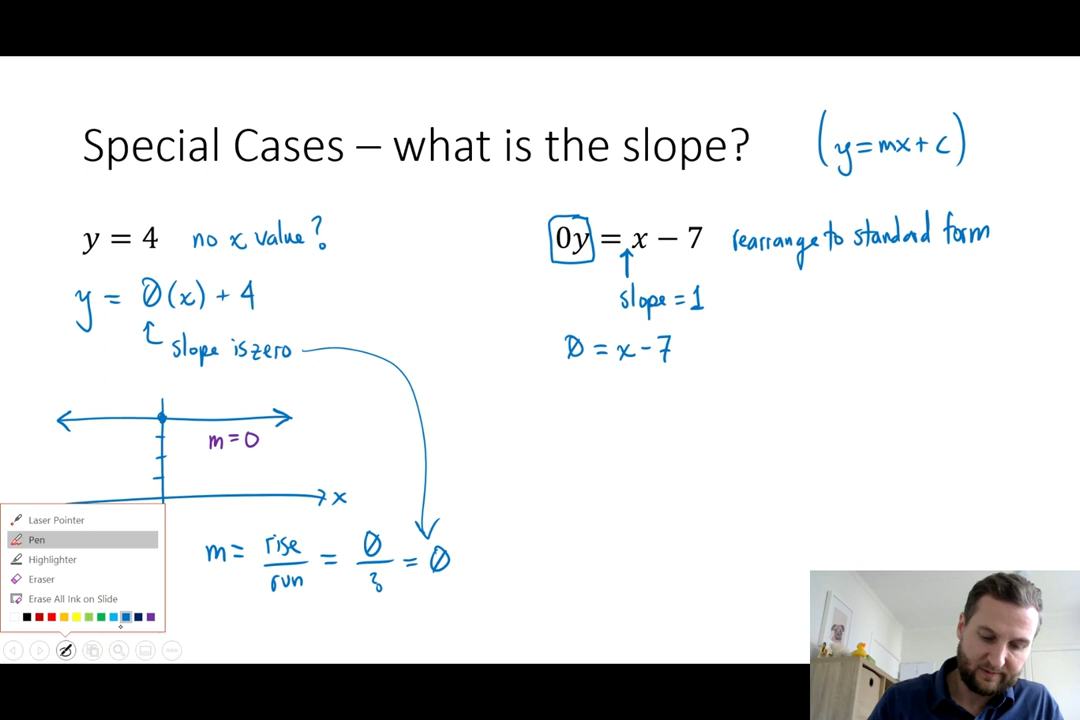 Special Cases – what is the slope?
(y=mx+c)
y = 4
no x value?
y = 0(x) + 4
slope is zero
m=0
x
m = rise/run = 0/3 = 0
0y = x − 7
rearrange to standard form
slope = 1
0 = x - 7
Laser Pointer
Pen
Highlighter
Eraser
Erase All Ink on Slide